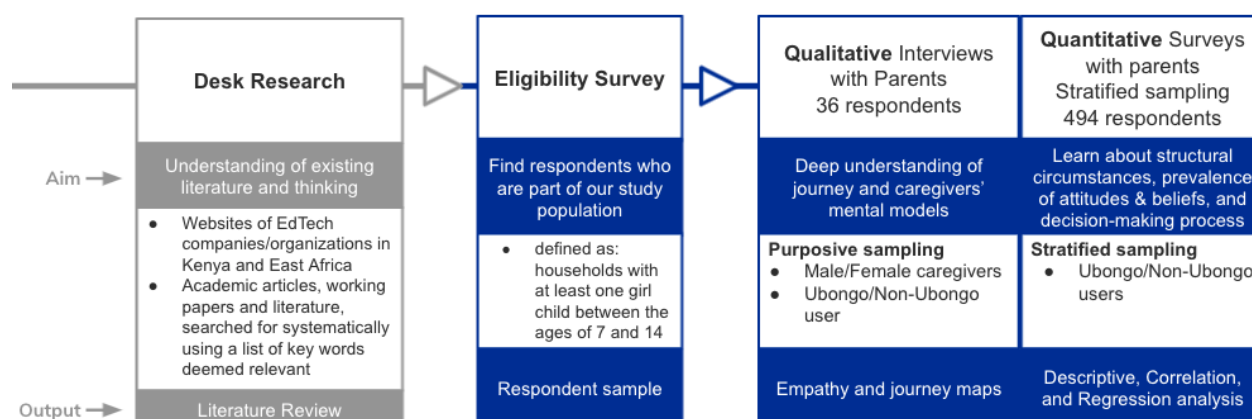 Desk Research
Aim
Understanding of existing
literature and thinking
● Websites of EdTech
companies/organizations in
Kenya and East Africa
● Academic articles, working
papers and literature,
searched for systematically
using a list of key words
deemed relevant
Output
Literature Review
Eligibility Survey
Find respondents who
are part of our study
population
● defined as:
households with
at least one girl
child between the
ages of 7 and 14
Respondent sample
Qualitative Interviews
with Parents
36 respondents
Deep understanding of
journey and caregivers'
mental models
Purposive sampling
● Male/Female caregivers
● Ubongo/Non-Ubongo
user
Empathy and journey maps
Quantitative Surveys
with parents
Stratified sampling
494 respondents
Learn about structural
circumstances, prevalence
of attitudes & beliefs, and
decision-making process
Stratified sampling
● Ubongo/Non-Ubongo
users
Descriptive, Correlation,
and Regression analysis